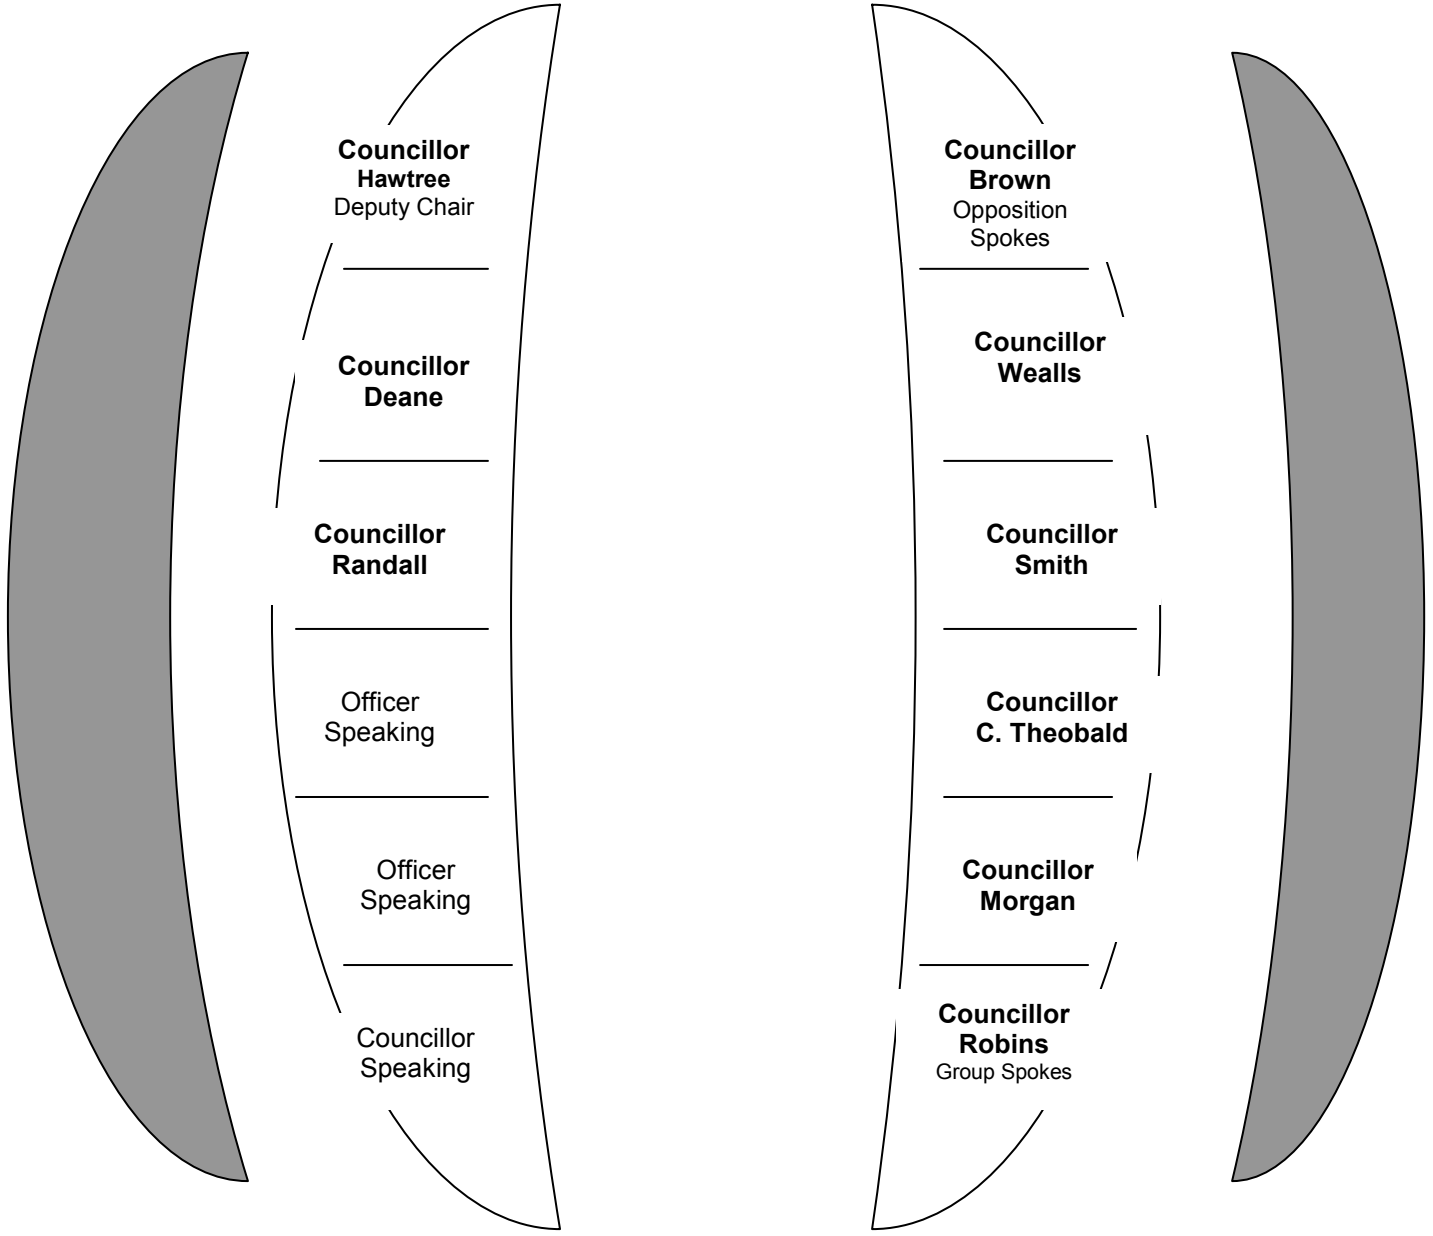 Councillor
Hawtree
Deputy Chair
Councillor
Deane
Councillor
Randall
Officer
Speaking
Officer
Speaking
Councillor
Speaking
Councillor
Brown
Opposition
Spokes
Councillor
Wealls
Councillor
Smith
Councillor
C. Theobald
Councillor
Morgan
Councillor
Robins
Group Spokes